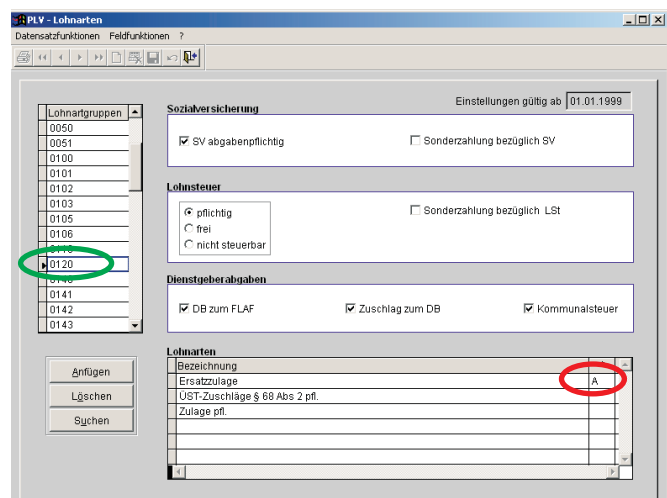 PLV - Lohnarten
Datensatzfunktionen Feldfunktionen ?
Einstellungen gültig ab 01.01.1999
Lohnartgruppen
0050
0051
0100
0101
0102
0103
0105
0106
0120
0141
0142
0143
Sozialversicherung
SV abgabenpflichtig
Sonderzahlung bezüglich SV
Lohnsteuer
pflichtig
frei
nicht steuerbar
Sonderzahlung bezüglich LSt
Dienstgeberabgaben
DB zum FLAF
Zuschlag zum DB
Kommunalsteuer
Anfügen
Löschen
Suchen
Lohnarten
Bezeichnung
Ersatzzulage A
ÜST-Zuschläge § 68 Abs 2 pfl.
Zulage pfl.